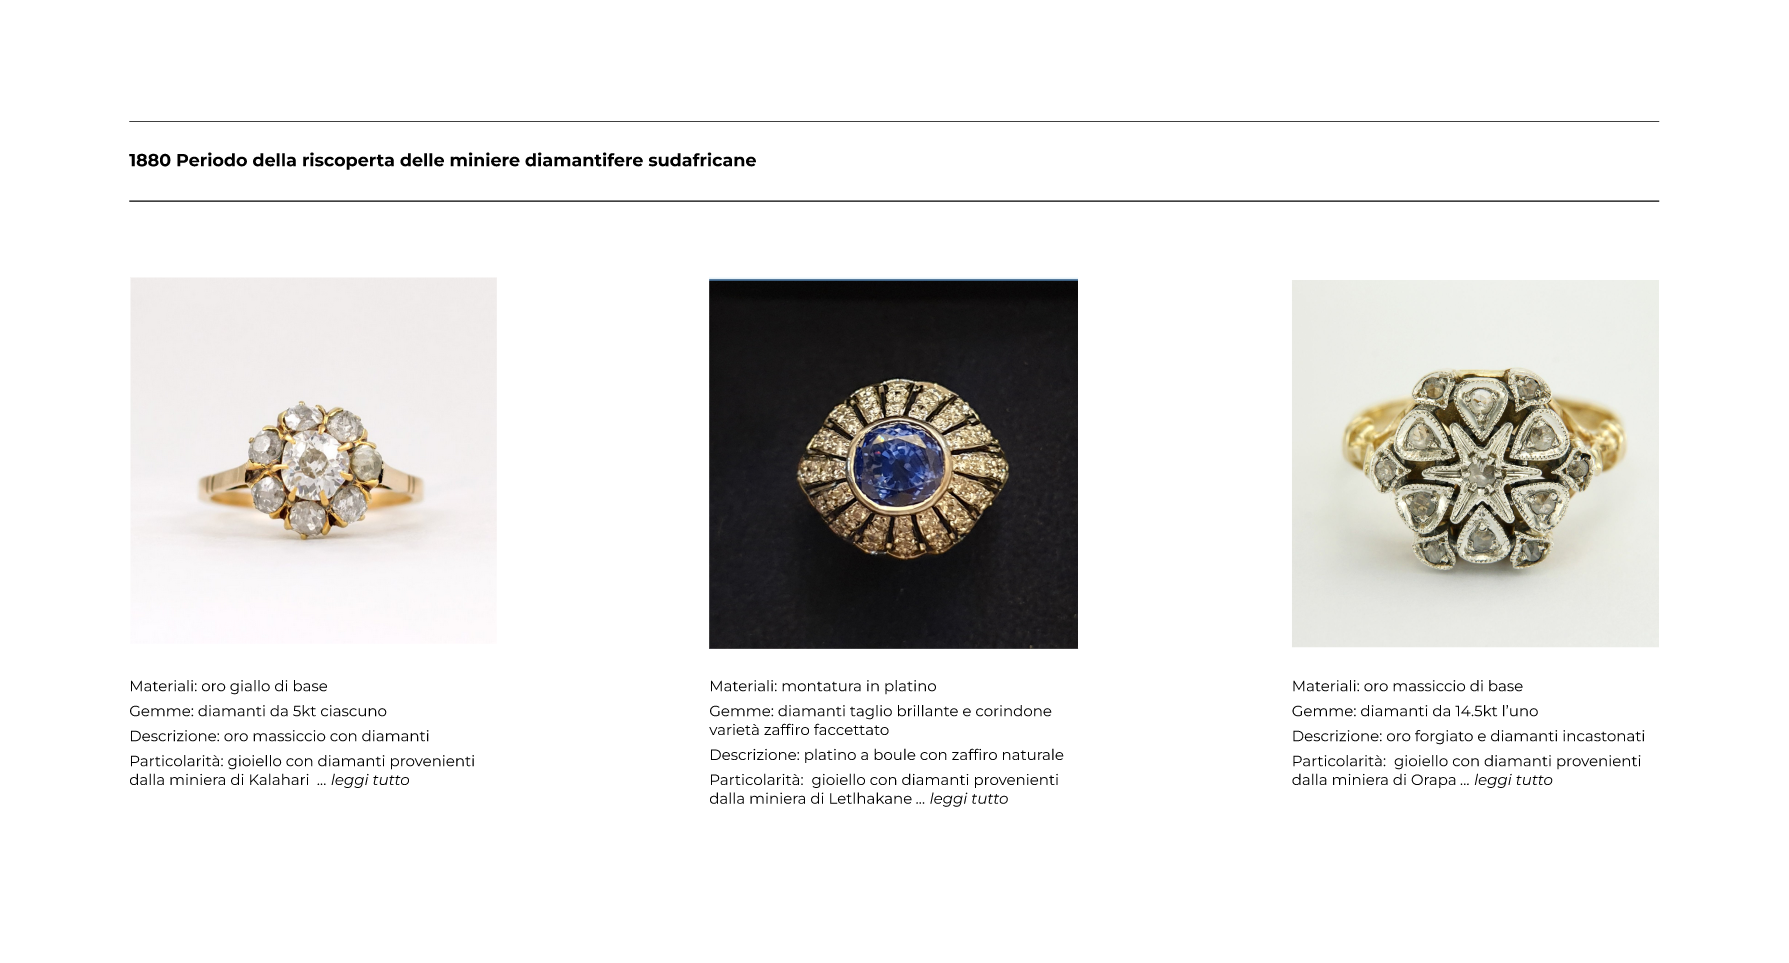 1880 Periodo della riscoperta delle miniere diamantifere sudafricane
Materiali: oro giallo di base
Gemme: diamanti da 5kt ciascuno
Descrizione: oro massiccio con diamanti
Particolarità: gioiello con diamanti provenienti
dalla miniera di Kalahari ... leggi tutto
Materiali: montatura in platino
Gemme: diamanti taglio brillante e corindone
varietà zaffiro faccettato
Descrizione: platino a boule con zaffiro naturale
Particolarità: gioiello con diamanti provenienti
dalla miniera di Letlhakane ... leggi tutto
Materiali: oro massiccio di base
Gemme: diamanti da 14.5kt l’uno
Descrizione: oro forgiato e diamanti incastonati
Particolarità: gioiello con diamanti provenienti
dalla miniera di Orapa ... leggi tutto